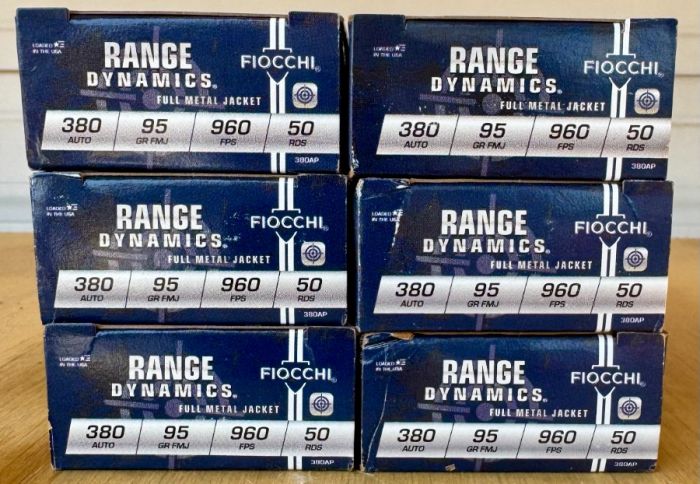 LOADED IN THE USA
RANGE
DYNAMICS®
FIOCCHI®
FULL METAL JACKET
380 AUTO 95 GR FMJ 960 FPS 50 RDS
380AP
LOADED IN THE USA
RANGE
DYNAMICS®
FIOCCHI®
FULL METAL JACKET
380 AUTO 95 GR FMJ 960 FPS 50 RDS
380AP
LOADED IN THE USA
RANGE
DYNAMICS®
FIOCCHI®
FULL METAL JACKET
380 AUTO 95 GR FMJ 960 FPS 50 RDS
380AP
LOADED IN THE USA
RANGE
DYNAMICS®
FIOCCHI®
FULL METAL JACKET
380 AUTO 95 GR FMJ 960 FPS 50 RDS
380AP
LOADED IN THE USA
RANGE
DYNAMICS®
FIOCCHI®
FULL METAL JACKET
380 AUTO 95 GR FMJ 960 FPS 50 RDS
380AP
LOADED IN THE USA
RANGE
DYNAMICS®
FIOCCHI®
FULL METAL JACKET
380 AUTO 95 GR FMJ 960 FPS 50 RDS
380AP